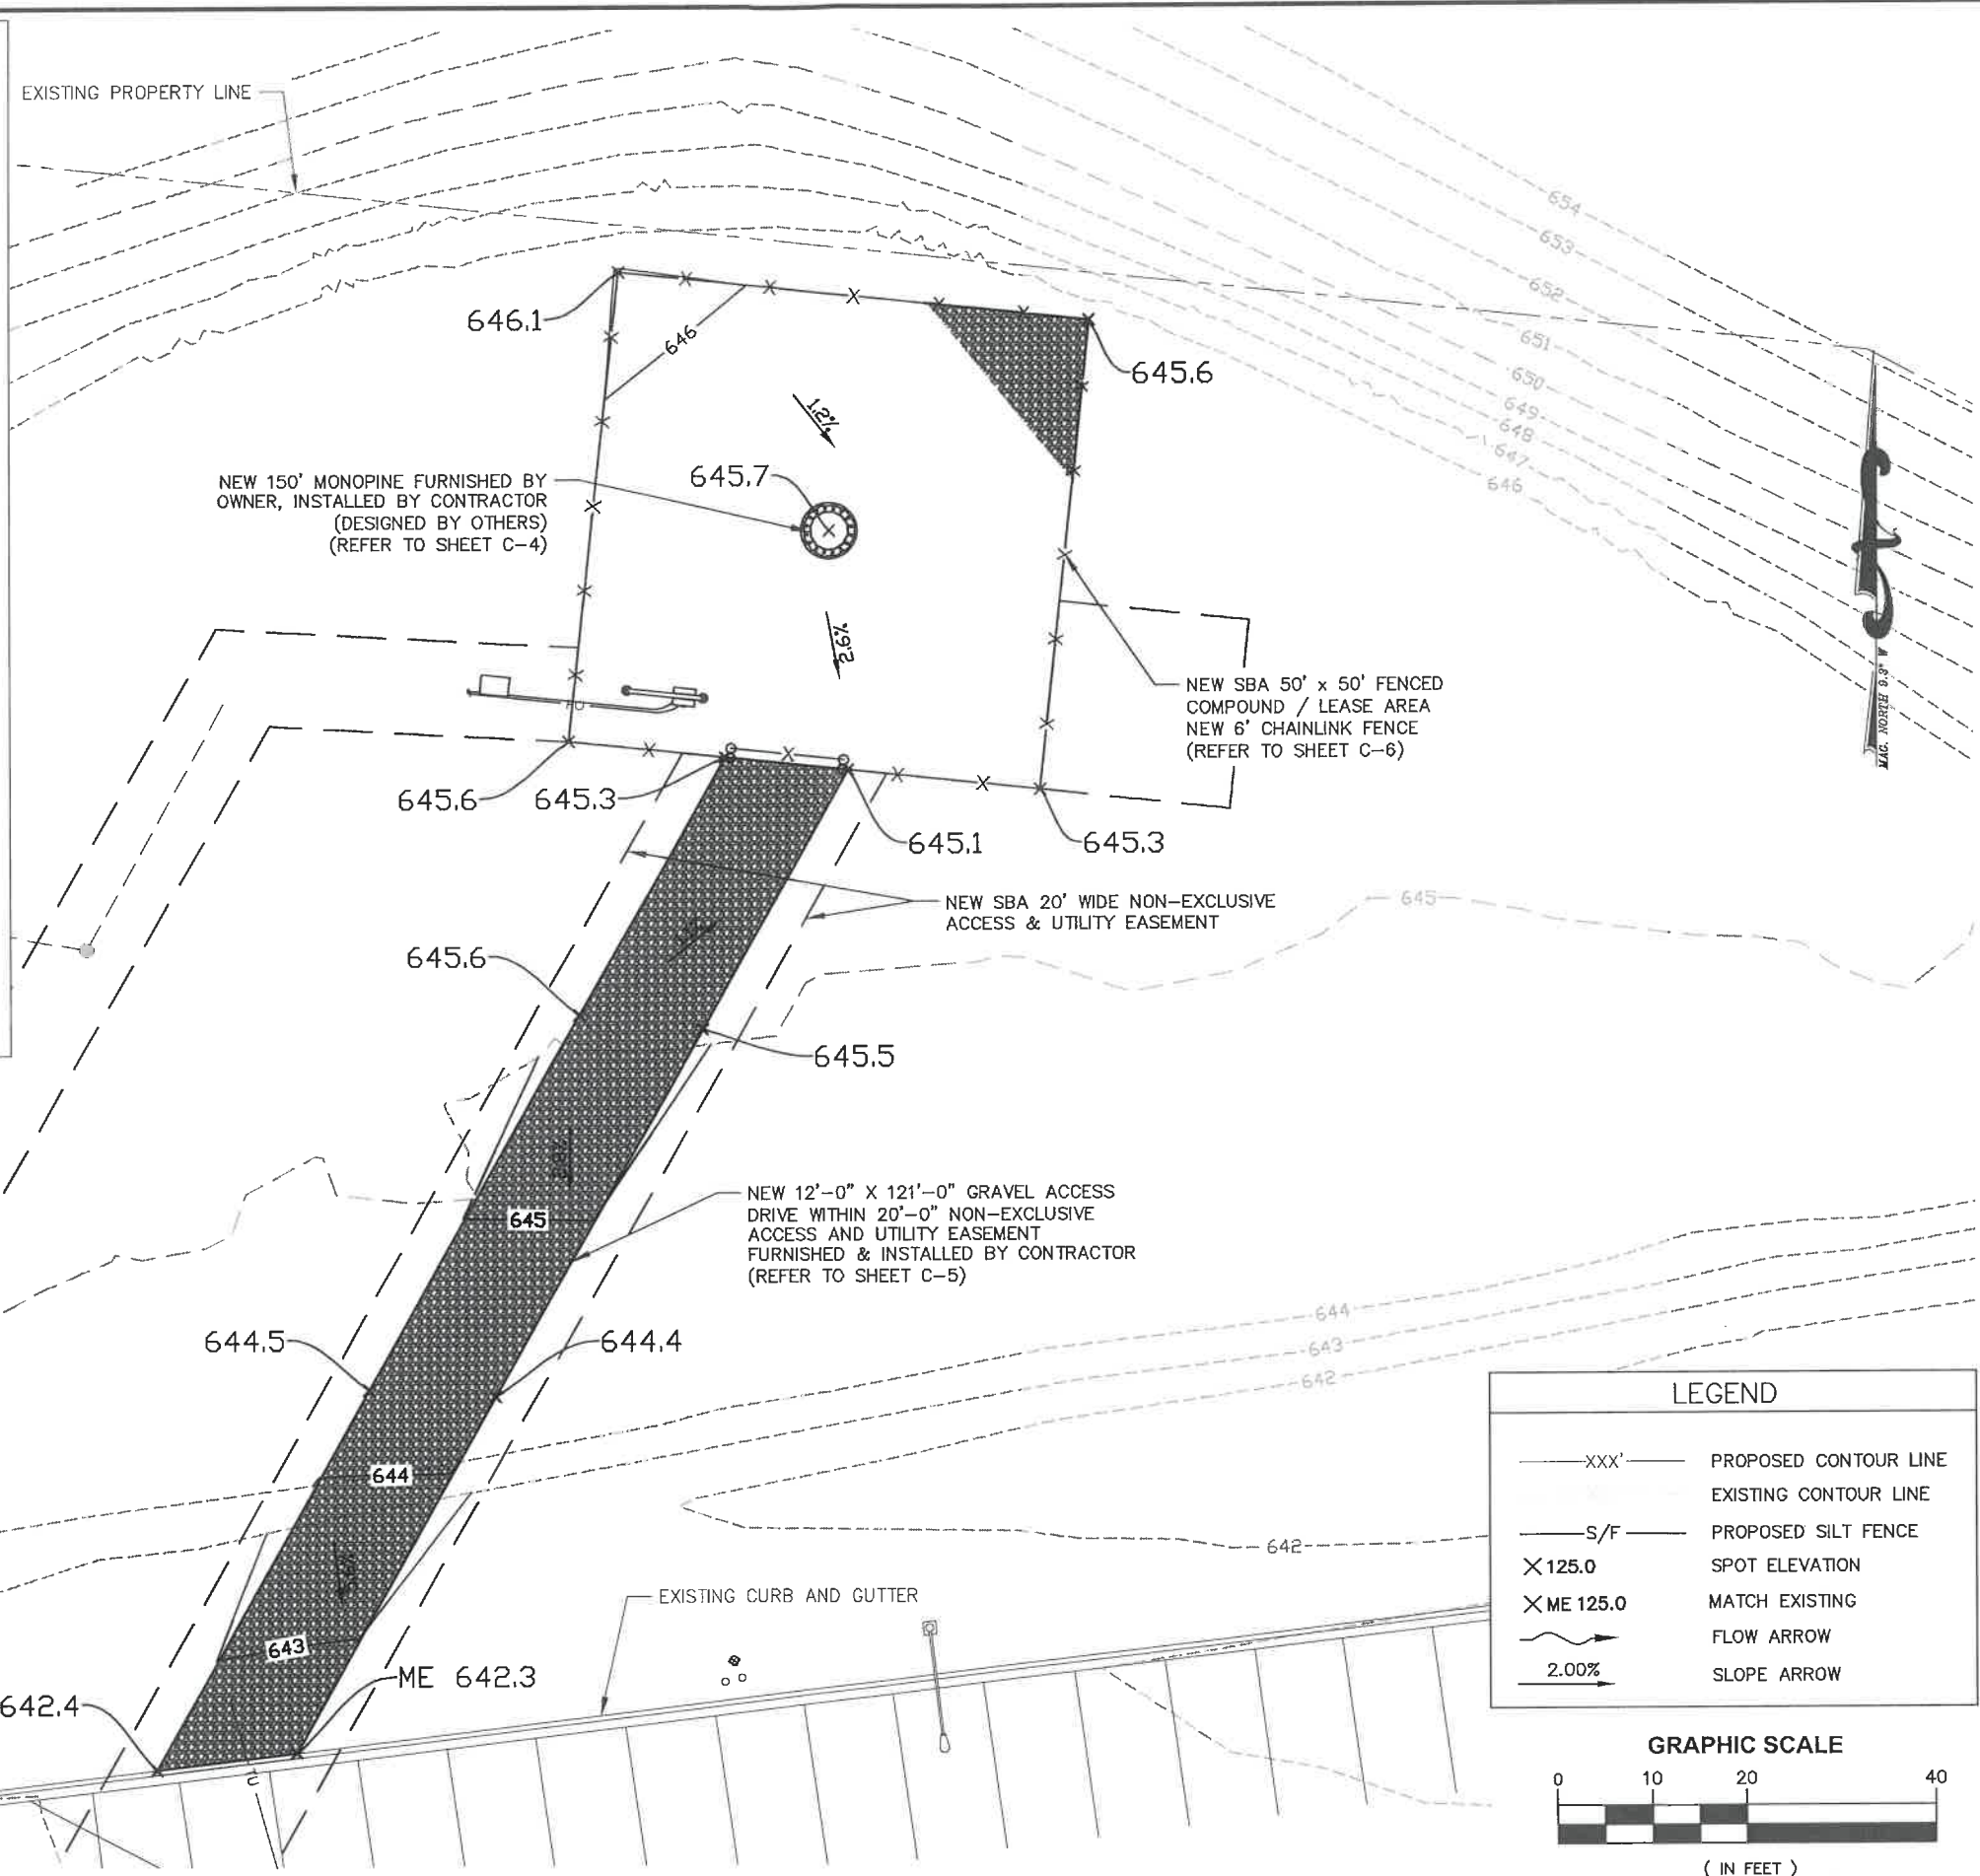 EXISTING PROPERTY LINE
654
653
652
651
650
649
648
647
646
646.1
646
645.6
1.2%
645.7
NEW 150' MONOPINE FURNISHED BY
OWNER, INSTALLED BY CONTRACTOR
(DESIGNED BY OTHERS)
(REFER TO SHEET C-4)
2.6%
MAG. NORTH 9.3° W
NEW SBA 50' x 50' FENCED
COMPOUND / LEASE AREA
NEW 6' CHAINLINK FENCE
(REFER TO SHEET C-6)
645.6
645.3
645.1
645.3
NEW SBA 20' WIDE NON-EXCLUSIVE
ACCESS & UTILITY EASEMENT
645
645.6
645.5
NEW 12'-0" X 121'-0" GRAVEL ACCESS
DRIVE WITHIN 20'-0" NON-EXCLUSIVE
ACCESS AND UTILITY EASEMENT
FURNISHED & INSTALLED BY CONTRACTOR
(REFER TO SHEET C-5)
645
644
643
642
644.5
644.4
644
642
EXISTING CURB AND GUTTER
643
ME 642.3
642.4
LEGEND
XXX' PROPOSED CONTOUR LINE
EXISTING CONTOUR LINE
S/F PROPOSED SILT FENCE
X 125.0 SPOT ELEVATION
X ME 125.0 MATCH EXISTING
FLOW ARROW
2.00% SLOPE ARROW
GRAPHIC SCALE
0 10 20 40
( IN FEET )